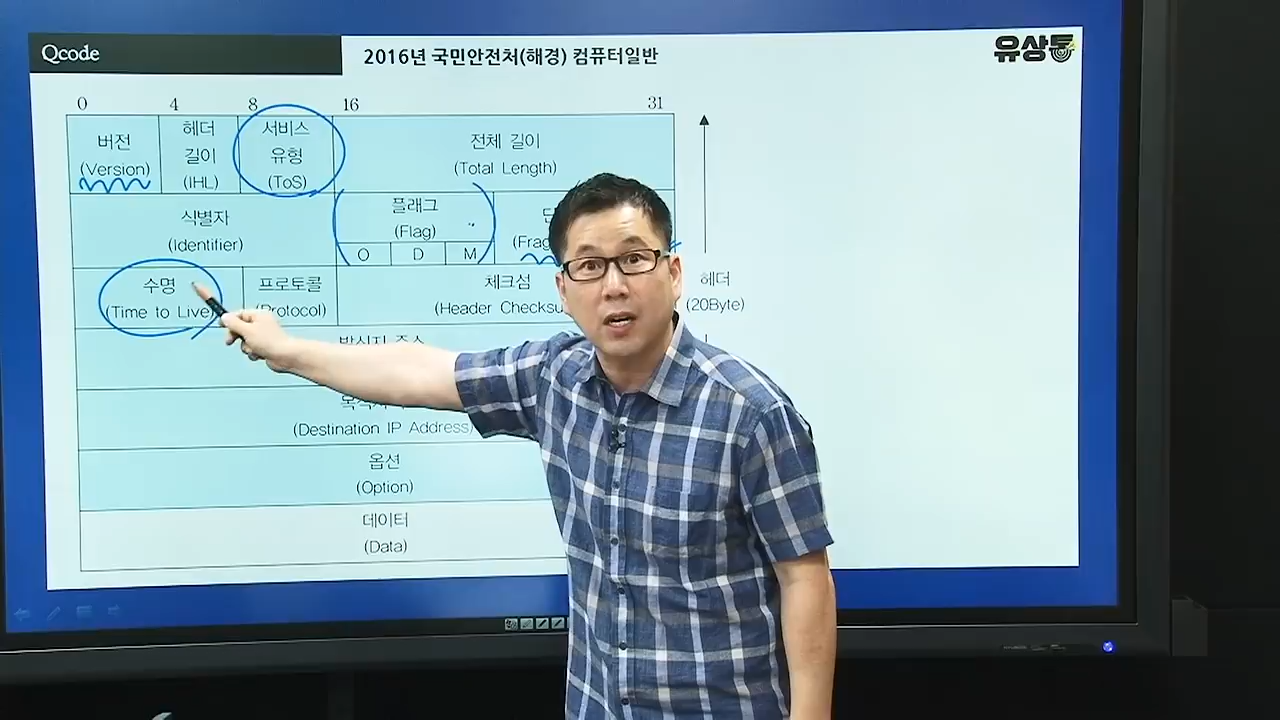 Qcode
2016년 국민안전처(해경) 컴퓨터일반
유상통
0 4 8 16 31
버전
(Version)
헤더
길이
(IHL)
서비스
유형
(ToS)
전체 길이
(Total Length)
식별자
(Identifier)
플래그
(Flag)
O D M
수명
(Time to Live)
프로토콜
(Protocol)
체크섬
(Header
헤더
(20Byte)
(Destination IP Address)
옵션
(Option)
데이터
(Data)